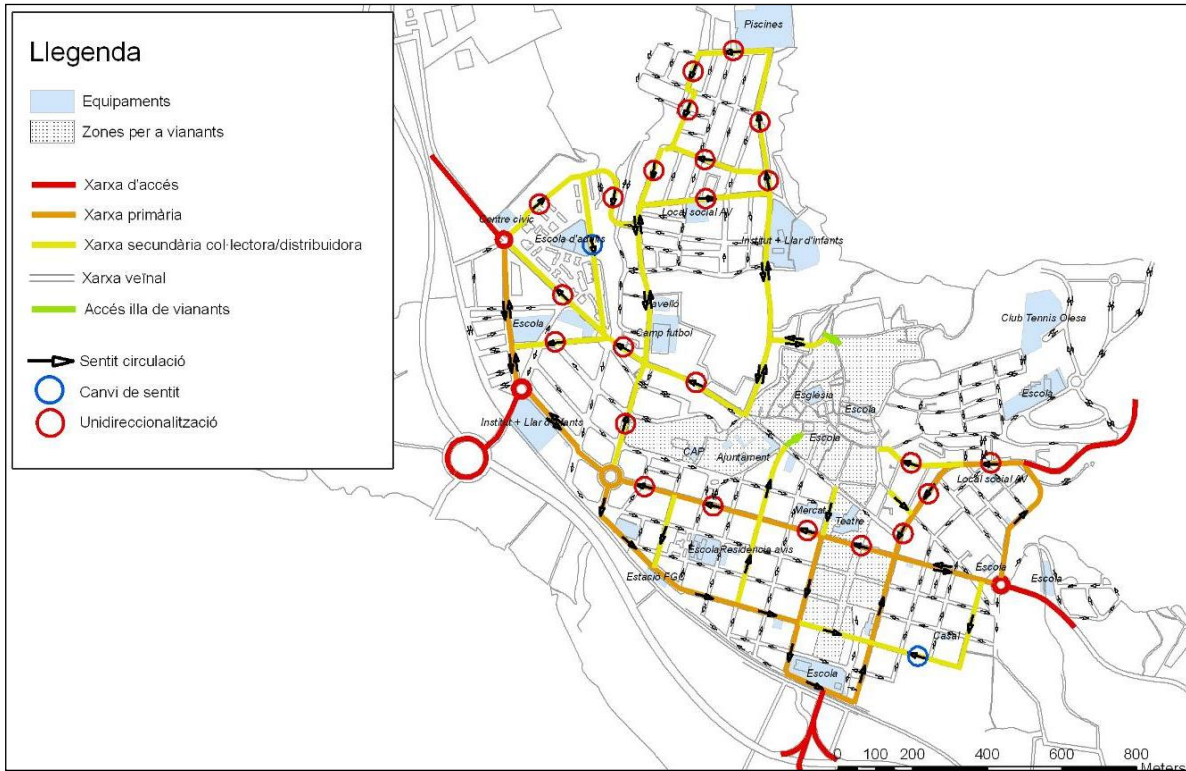 Llegenda
Equipaments
Zones per a vianants
Xarxa d'accés
Xarxa primària
Xarxa secundària col·lectora/distribuidora
Xarxa veïnal
Accés illa de vianants
Sentit circulació
Canvi de sentit
Unidireccionalització
Piscines
Centre cívic
Local social AV
Escola d'adults
Institut + Llar d'infants
Pavelló
Escola
Camp futbol
Club Tennis Olesa
Escola
Església
Escola
Institut + Llar d'infants
Escola
CAP
Ajuntament
Local social AV
Mercat
Teatre
Escola
Residencia avis
Estació FGC
Escola
Escola
Casal
Escola
0 100 200 400 600 800
Meters